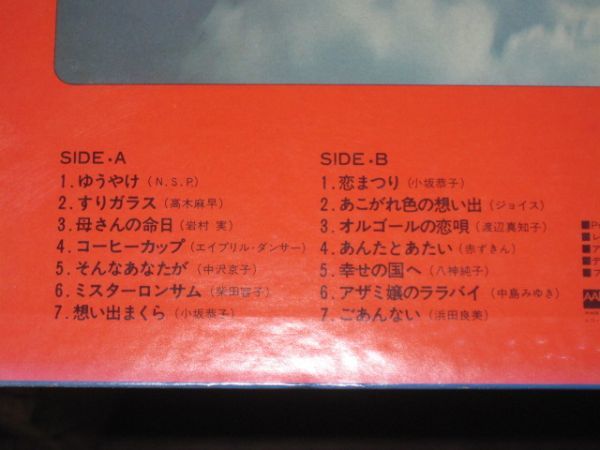 SIDE・A
1.ゆうやけ(N.S.P.)
2.すりガラス(高木麻早)
3.母さんの命日(岩村 実)
4.コーヒーカップ(エイプリル・ダンサー)
5.そんなあなたが(中沢京子)
6.ミスターロンサム(柴田容子)
7.想い出まくら(小坂恭子)
SIDE・B
1.恋まつり(小坂恭子)
2.あこがれ色の想い出(ジョイス)
3.オルゴールの恋唄(渡辺真知子)
4.あんたとあたい(赤ずきん)
5.幸せの国へ(八神純子)
6.アザミ嬢のララバイ(中島みゆき)
7.ごあんない(浜田良美)